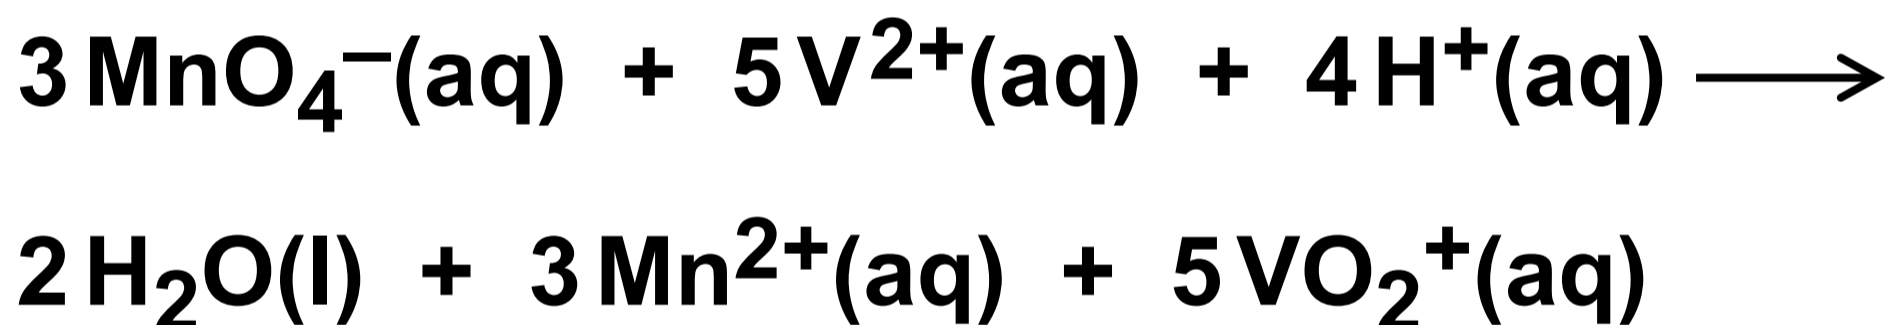 3 MnO₄⁻(aq) + 5 V²⁺(aq) + 4 H⁺(aq) ⟶
2 H₂O(l) + 3 Mn²⁺(aq) + 5 VO₂⁺(aq)